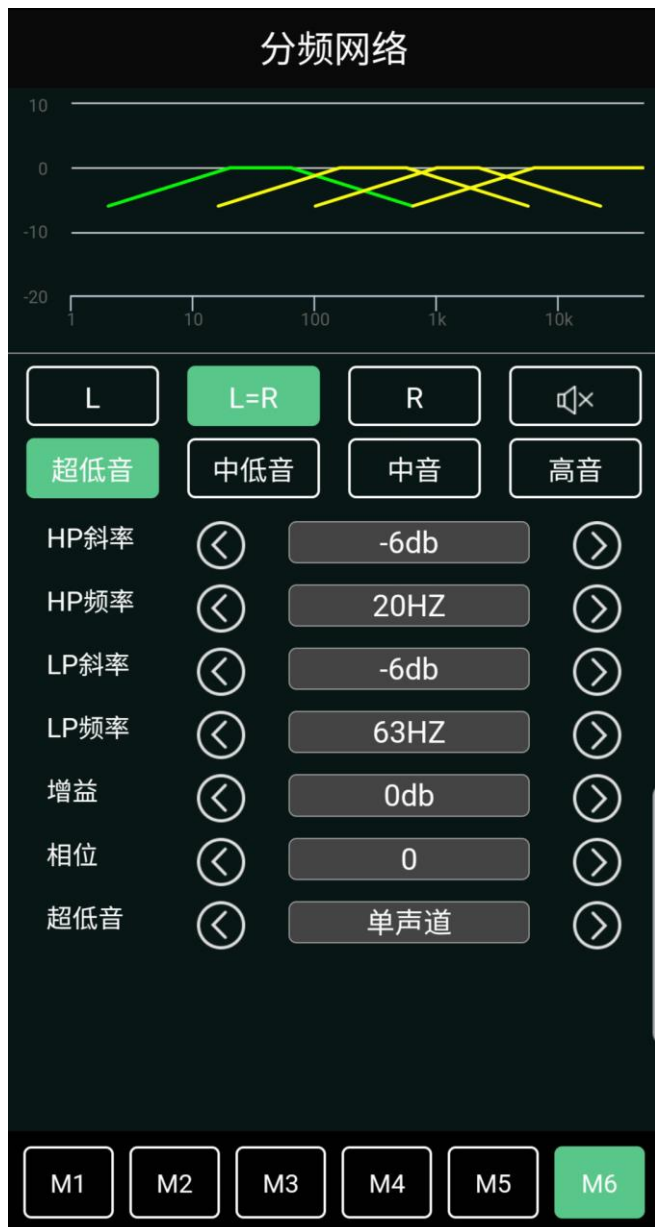 分频网络
10
0
-10
-20
1 10 100 1k 10k
L L=R R
超低音 中低音 中音 高音
HP斜率 -6db
HP频率 20HZ
LP斜率 -6db
LP频率 63HZ
增益 0db
相位 0
超低音 单声道
M1 M2 M3 M4 M5 M6